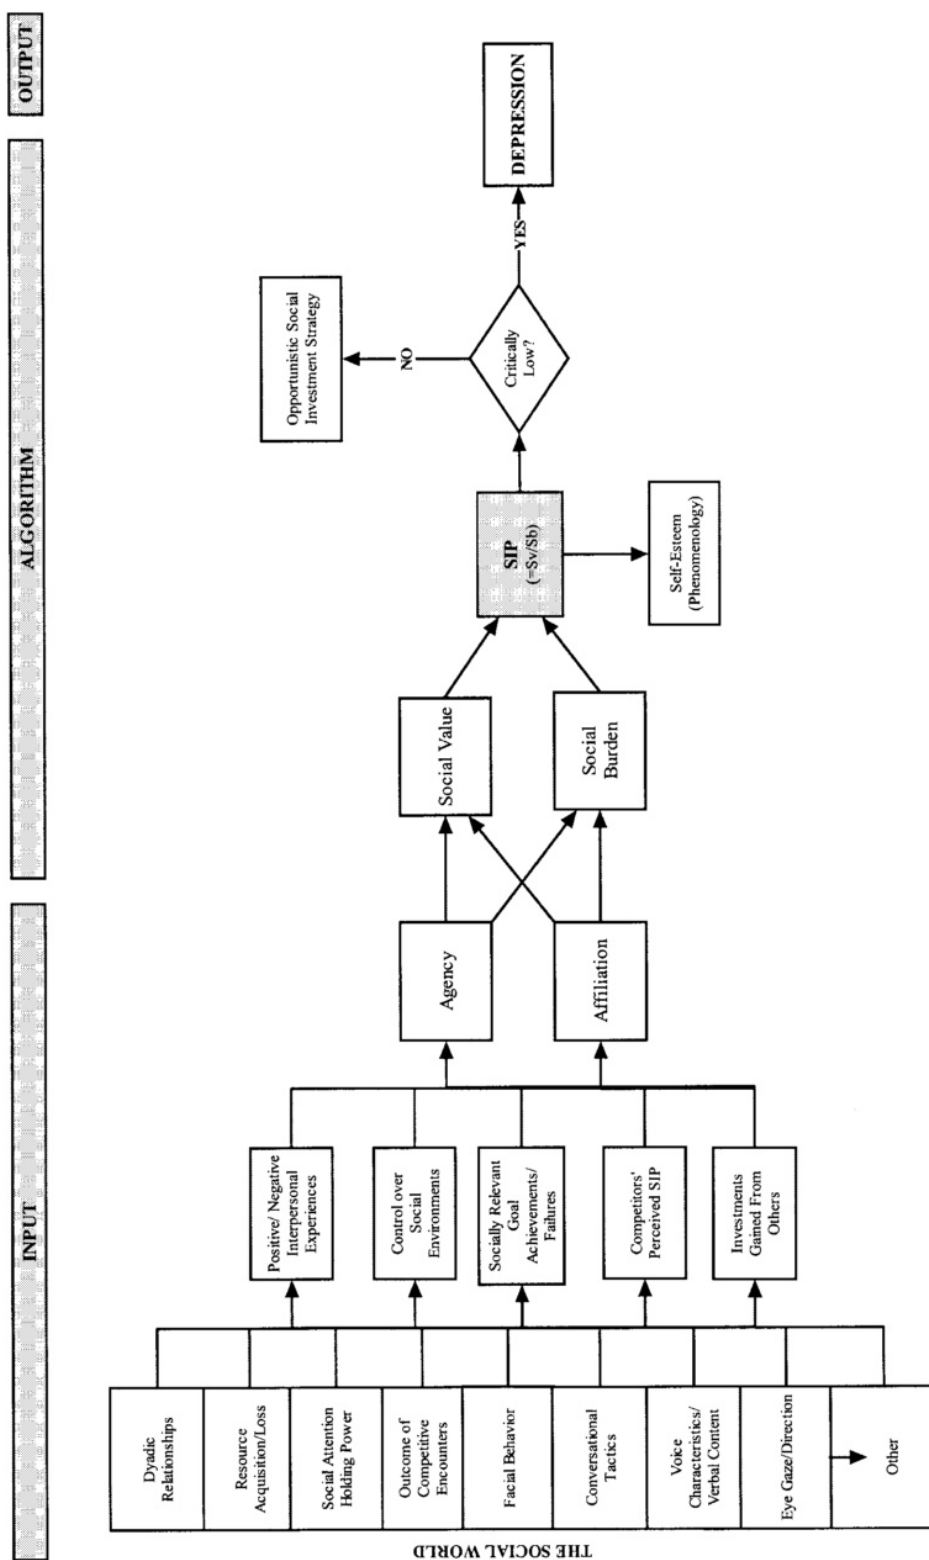 INPUT
ALGORITHM
OUTPUT
THE SOCIAL WORLD
Dyadic
Relationships
Resource
Acquisition/Loss
Social Attention
Holding Power
Outcome of
Competitive
Encounters
Facial Behavior
Conversational
Tactics
Voice
Characteristics/
Verbal Content
Eye Gaze/Direction
Other
Positive/ Negative
Interpersonal
Experiences
Control over
Social
Environments
Socially Relevant
Goal
Achievements/
Failures
Competitors'
Perceived SIP
Investments
Gained From
Others
Agency
Affiliation
Social Value
Social
Burden
SIP
(=Sv/Sb)
Self-Esteem
(Phenomenology)
Critically
Low?
NO
Opportunistic Social
Investment Strategy
YES
DEPRESSION